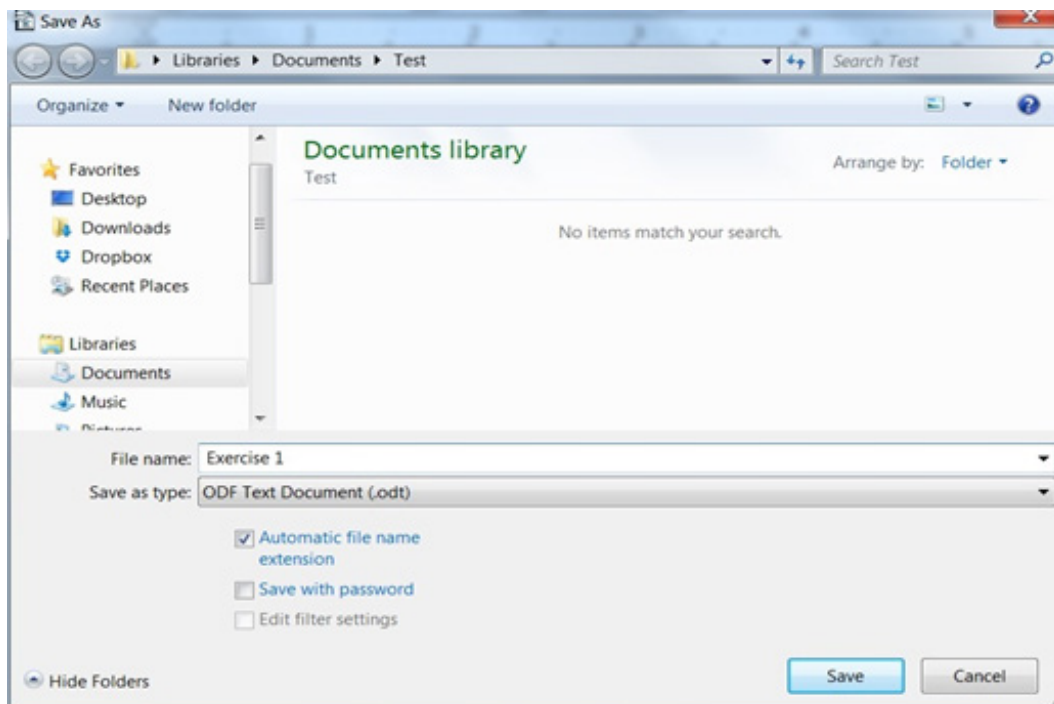 Save As
Libraries Documents Test
Search Test
Organize
New folder
Documents library
Test
Arrange by: Folder
No items match your search.
Favorites
Desktop
Downloads
Dropbox
Recent Places
Libraries
Documents
Music
Pictures
File name: Exercise 1
Save as type: ODF Text Document (.odt)
Automatic file name
extension
Save with password
Edit filter settings
Hide Folders
Save
Cancel